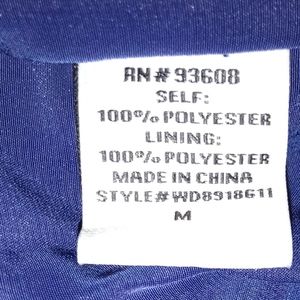 RN# 93608
SELF:
100% POLYESTER
LINING:
100% POLYESTER
MADE IN CHINA
STYLE# WD8918G11
M